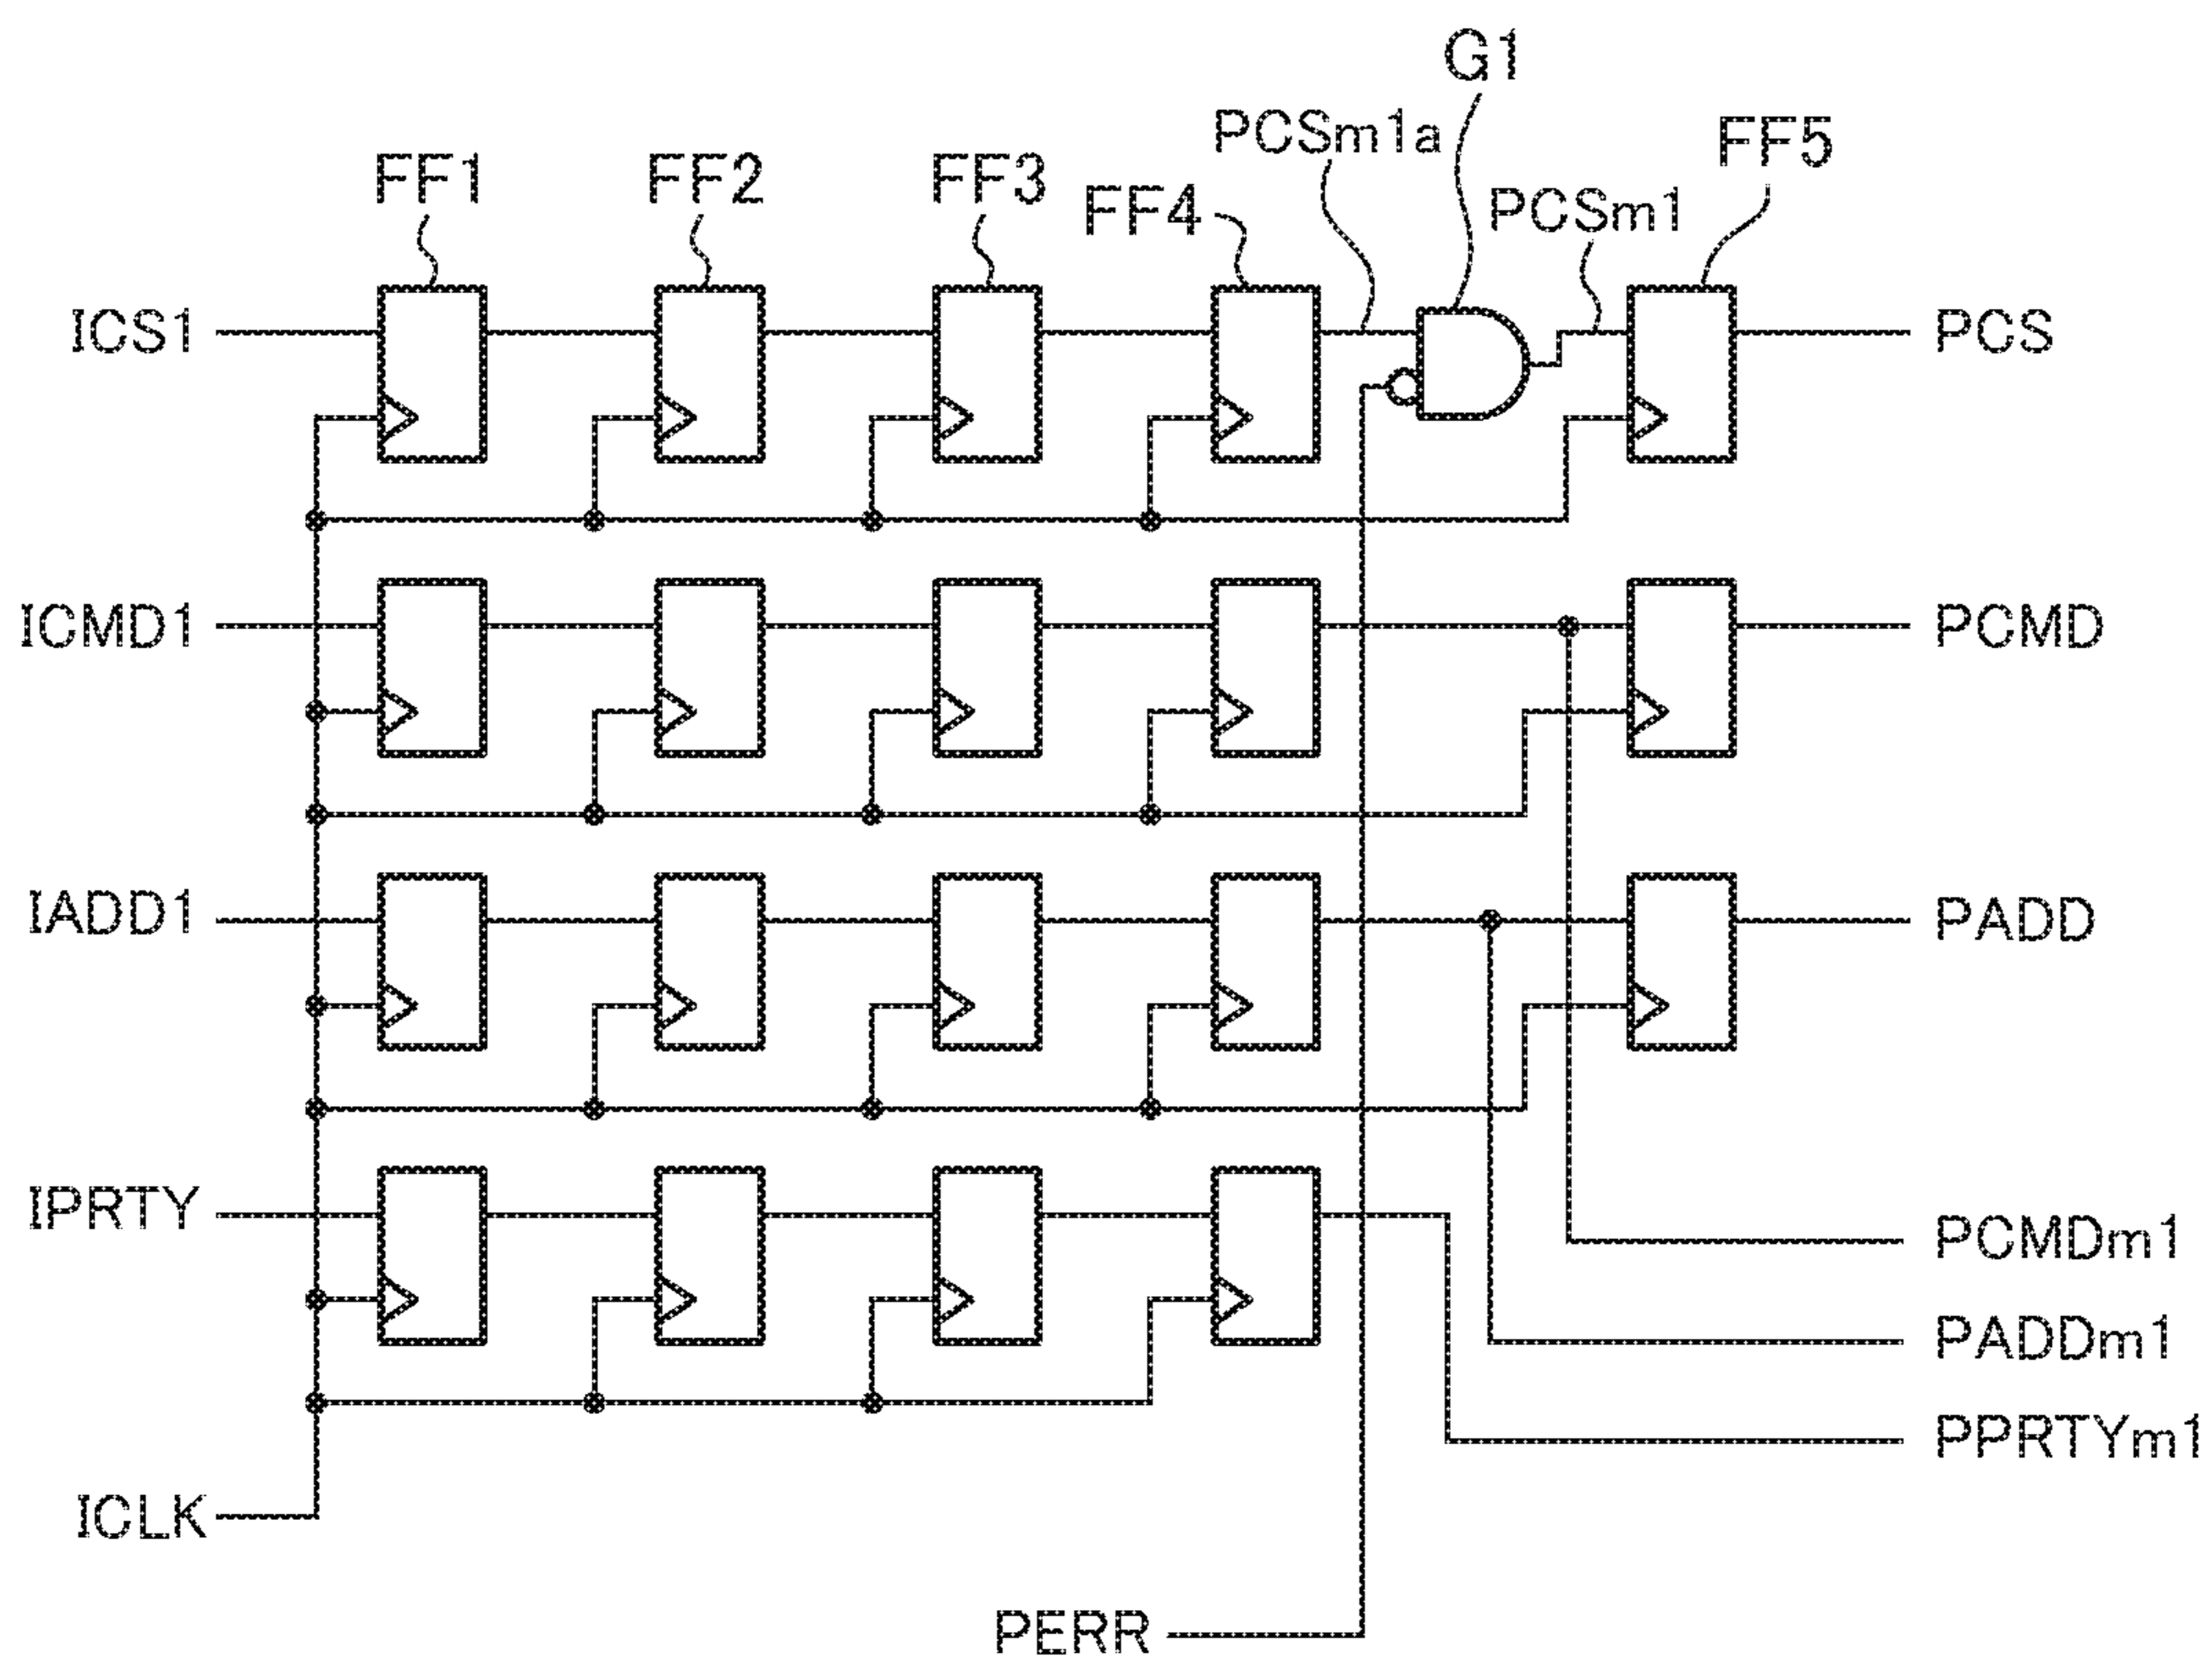 G1
PCSm1a
FF5
FF1
FF2
FF3
FF4
PCSm1
ICS1
PCS
ICMD1
PCMD
IADD1
PADD
IPRTY
PCMDm1
PADDm1
PPRTYm1
ICLK
PERR